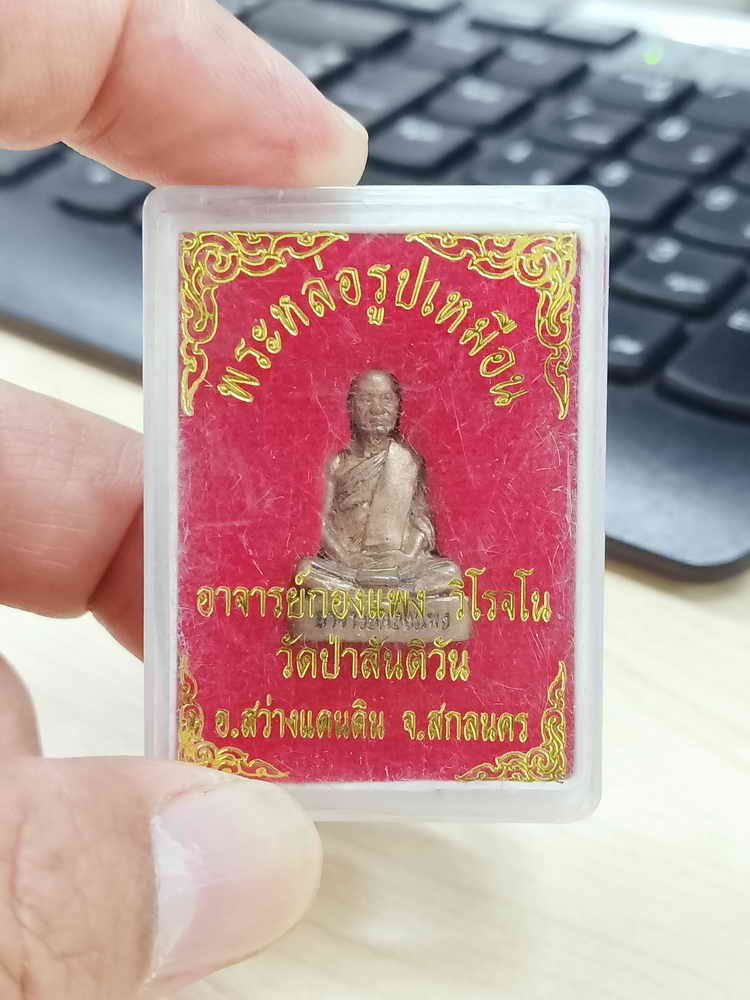 พระหล่อรูปเหมือน
อาจารย์กองแพง วิโรจโน
วัดป่าสันติวัน
อ.สว่างแดนดิน จ.สกลนคร